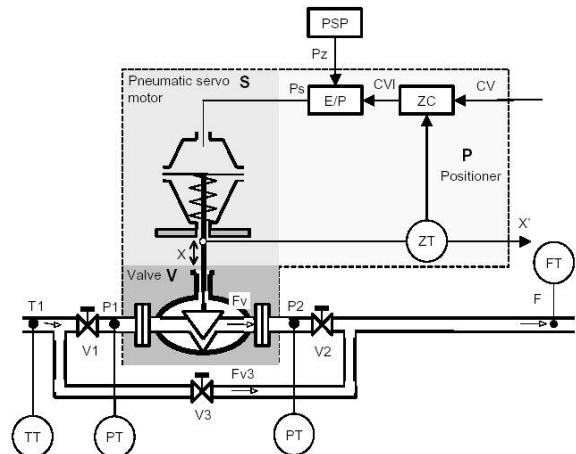 PSP
Pz
Pneumatic servo S
motor
Ps
E/P
CVI
ZC
CV
P
Positioner
X
ZT
X'
FT
Valve V
Fv
T1
P1
P2
F
V1
V2
Fv3
V3
TT
PT
PT